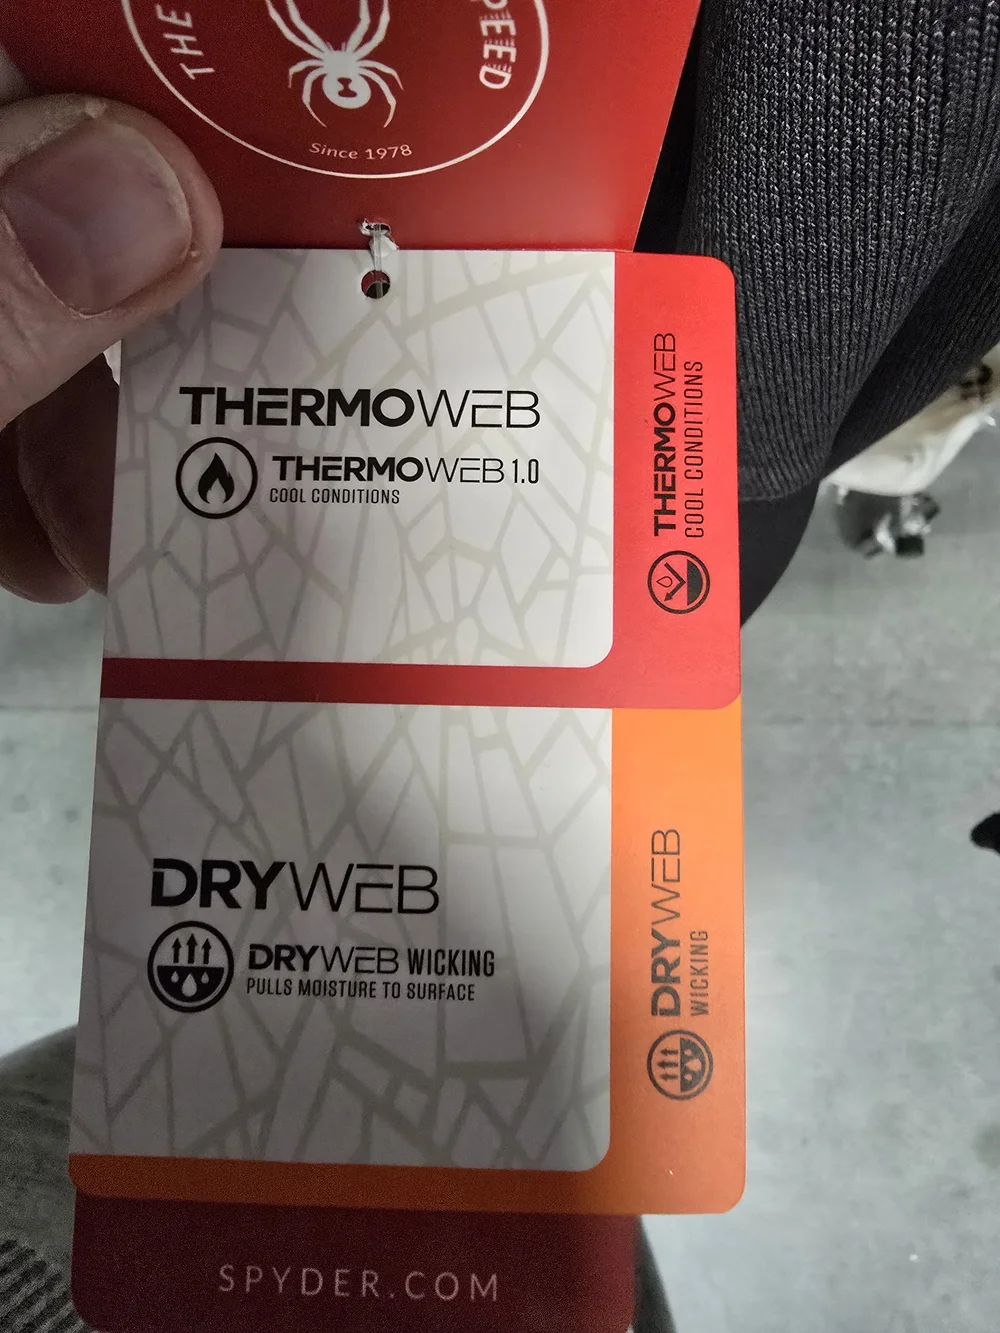 THE
SPEED
Since 1978
THERMOWEB
THERMOWEB 1.0
COOL CONDITIONS
THERMOWEB
COOL CONDITIONS
DRYWEB
DRYWEB WICKING
PULLS MOISTURE TO SURFACE
DRYWEB
WICKING
SPYDER.COM